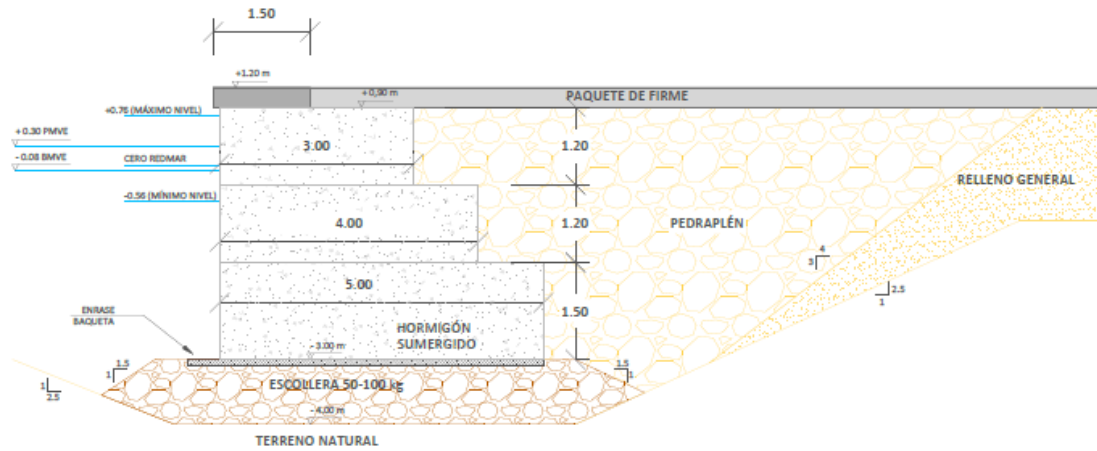 1.50
+1.20 m
+0,90 m
PAQUETE DE FIRME
+0.76 (MÁXIMO NIVEL)
+ 0.30 PMVE
- 0.08 BMVE
CERO REDMAR
3.00
1.20
RELLENO GENERAL
-0.56 (MÍNIMO NIVEL)
4.00
1.20
PEDRAPLÉN
4
3
2.5
1
5.00
1.50
ENRASE
BAQUETA
HORMIGÓN
SUMERGIDO
- 3.00 m
1.5
1
1.5
1
1
2.5
ESCOLLERA 50-100 kg
- 4.00 m
TERRENO NATURAL